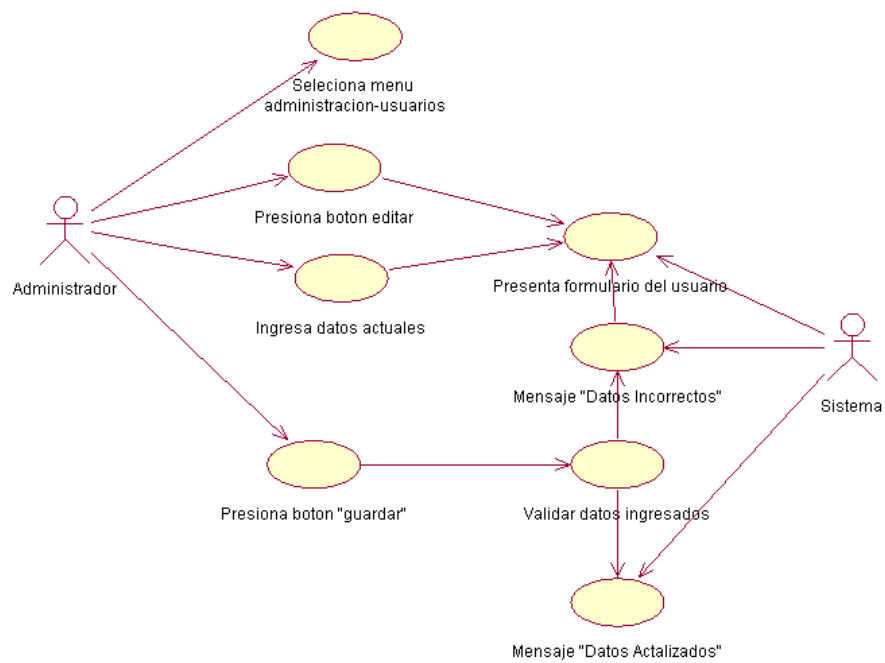 Seleciona menu
administracion-usuarios
Presiona boton editar
Administrador
Presenta formulario del usuario
Ingresa datos actuales
Mensaje "Datos Incorrectos"
Sistema
Presiona boton "guardar"
Validar datos ingresados
Mensaje "Datos Actalizados"